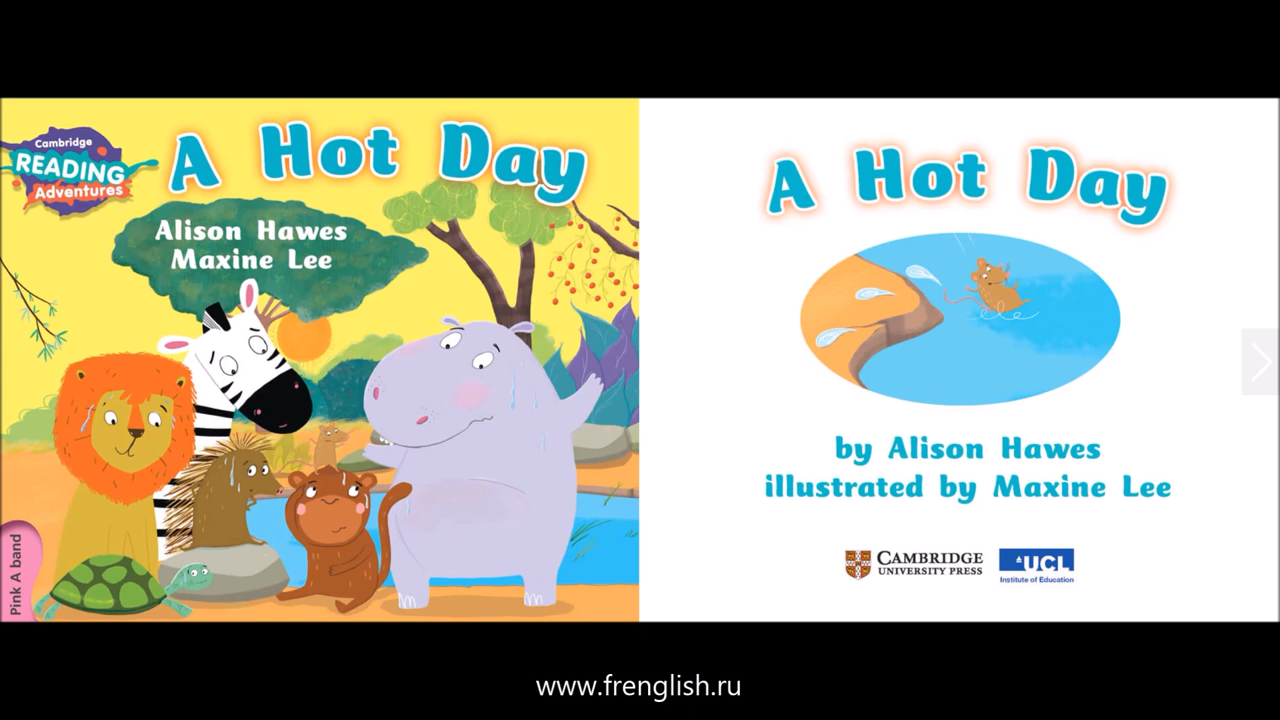 Cambridge
READING
Adventures
A Hot Day
Alison Hawes
Maxine Lee
Pink A band
A Hot Day
by Alison Hawes
illustrated by Maxine Lee
CAMBRIDGE
UNIVERSITY PRESS
UCL
Institute of Education
www.frenglish.ru